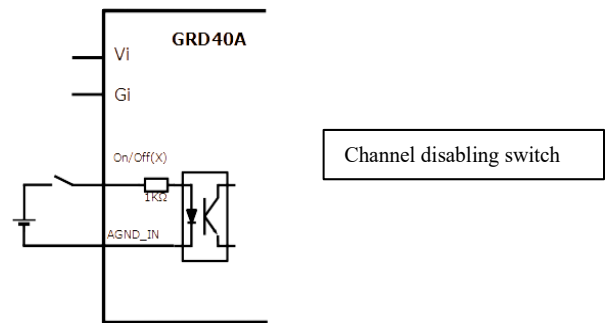 GRD40A
Vi
Gi
On/Off(X)
1KΩ
AGND_IN
Channel disabling switch